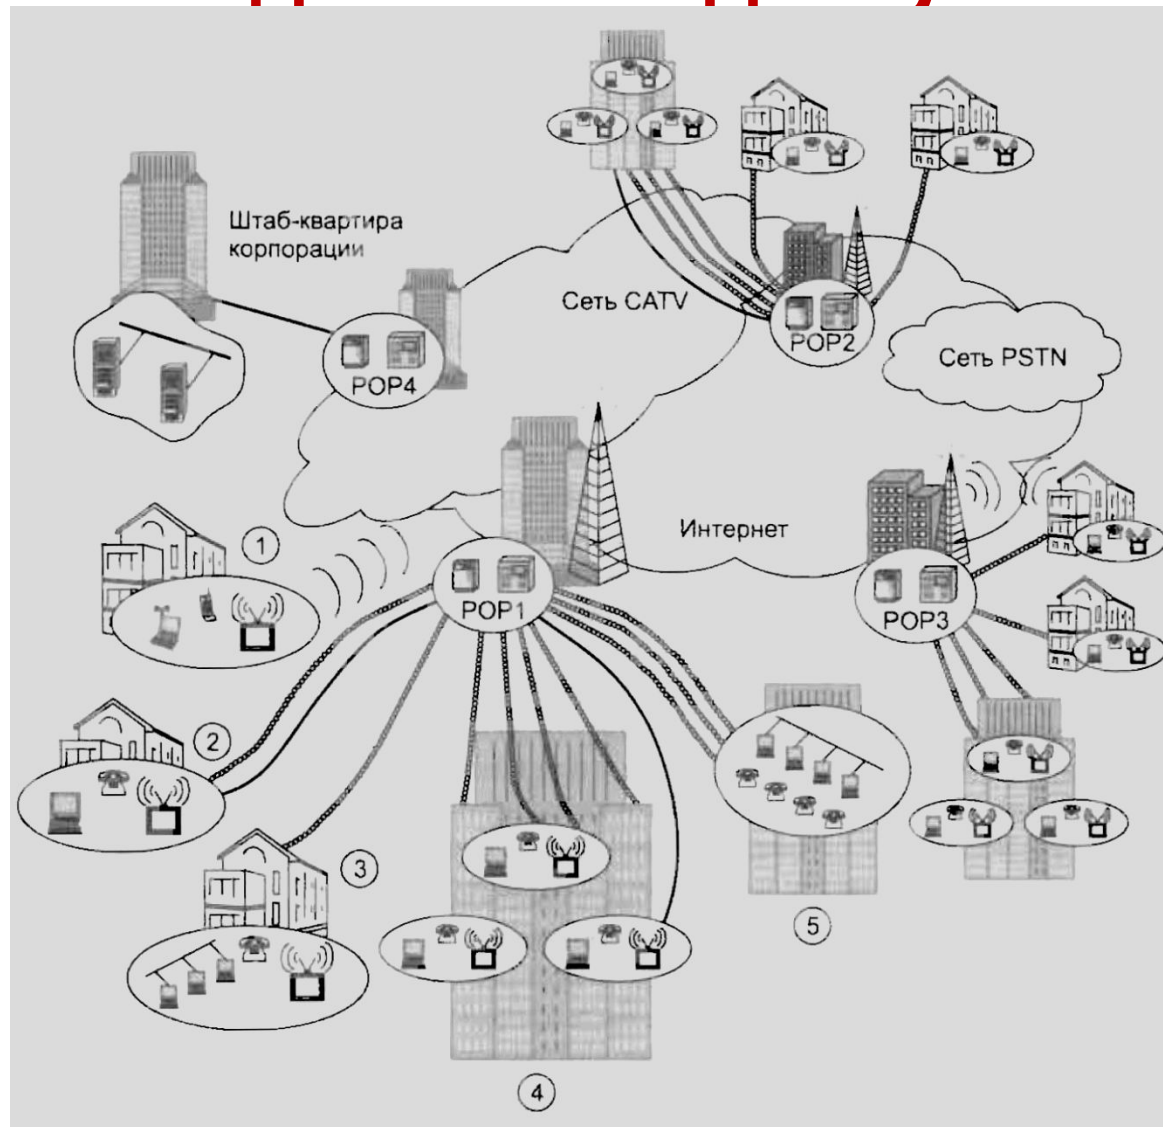 Штаб-квартира
корпорации
Сеть CATV
POP2
Сеть PSTN
POP4
Интернет
1
POP1
POP3
2
3
5
4